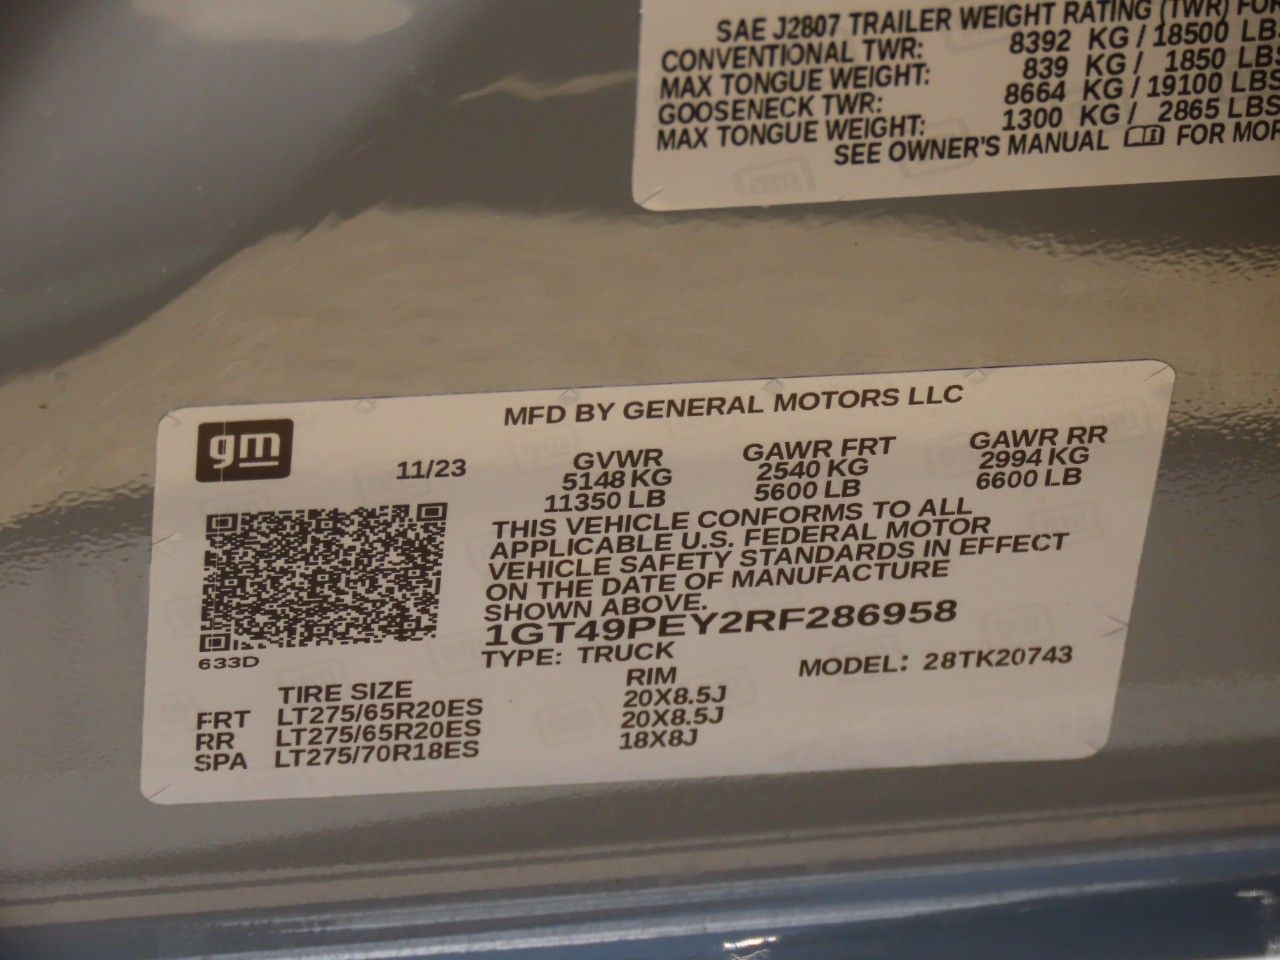 SAE J2807 TRAILER WEIGHT RATING (TWR) FOR
CONVENTIONAL TWR: 8392 KG / 18500 LBS
MAX TONGUE WEIGHT: 839 KG / 1850 LBS
GOOSENECK TWR: 8664 KG / 19100 LBS
MAX TONGUE WEIGHT: 1300 KG / 2865 LBS
SEE OWNER'S MANUAL FOR MOR
gm
MFD BY GENERAL MOTORS LLC
11/23
GVWR GAWR FRT GAWR RR
5148 KG 2540 KG 2994 KG
11350 LB 5600 LB 6600 LB
THIS VEHICLE CONFORMS TO ALL
APPLICABLE U.S. FEDERAL MOTOR
VEHICLE SAFETY STANDARDS IN EFFECT
ON THE DATE OF MANUFACTURE
SHOWN ABOVE.
1GT49PEY2RF286958
633D
TYPE: TRUCK MODEL: 28TK20743
TIRE SIZE RIM
FRT LT275/65R20ES 20X8.5J
RR LT275/65R20ES 20X8.5J
SPA LT275/70R18ES 18X8J